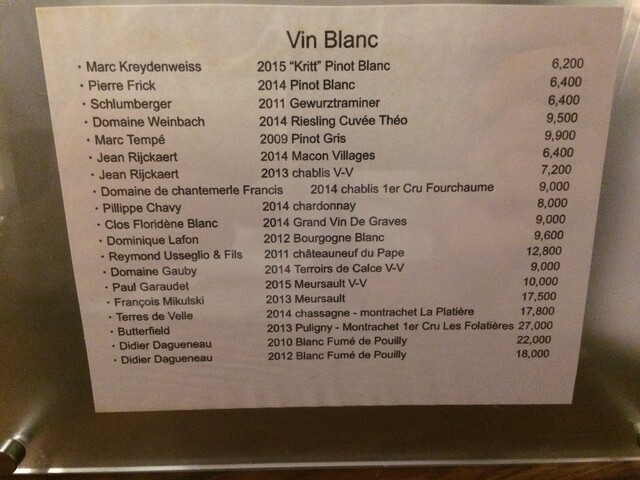 Vin Blanc
· Marc Kreydenweiss 2015 "Kritt" Pinot Blanc 6,200
· Pierre Frick 2014 Pinot Blanc 6,400
· Schlumberger 2011 Gewurztraminer 6,400
· Domaine Weinbach 2014 Riesling Cuvée Théo 9,500
· Marc Tempé 2009 Pinot Gris 9,900
· Jean Rijckaert 2014 Macon Villages 6,400
· Jean Rijckaert 2013 chablis V-V 7,200
· Domaine de chantemerle Francis 2014 chablis 1er Cru Fourchaume 9,000
· Pillippe Chavy 2014 chardonnay 8,000
· Clos Floridène Blanc 2014 Grand Vin De Graves 9,000
· Dominique Lafon 2012 Bourgogne Blanc 9,600
· Reymond Usseglio & Fils 2011 châteauneuf du Pape 12,800
· Domaine Gauby 2014 Terroirs de Calce V-V 9,000
· Paul Garaudet 2015 Meursault V-V 10,000
· François Mikulski 2013 Meursault 17,500
· Terres de Velle 2014 chassagne - montrachet La Platière 17,800
· Butterfield 2013 Puligny - Montrachet 1er Cru Les Folatières 27,000
· Didier Dagueneau 2010 Blanc Fumé de Pouilly 22,000
· Didier Dagueneau 2012 Blanc Fumé de Pouilly 18,000